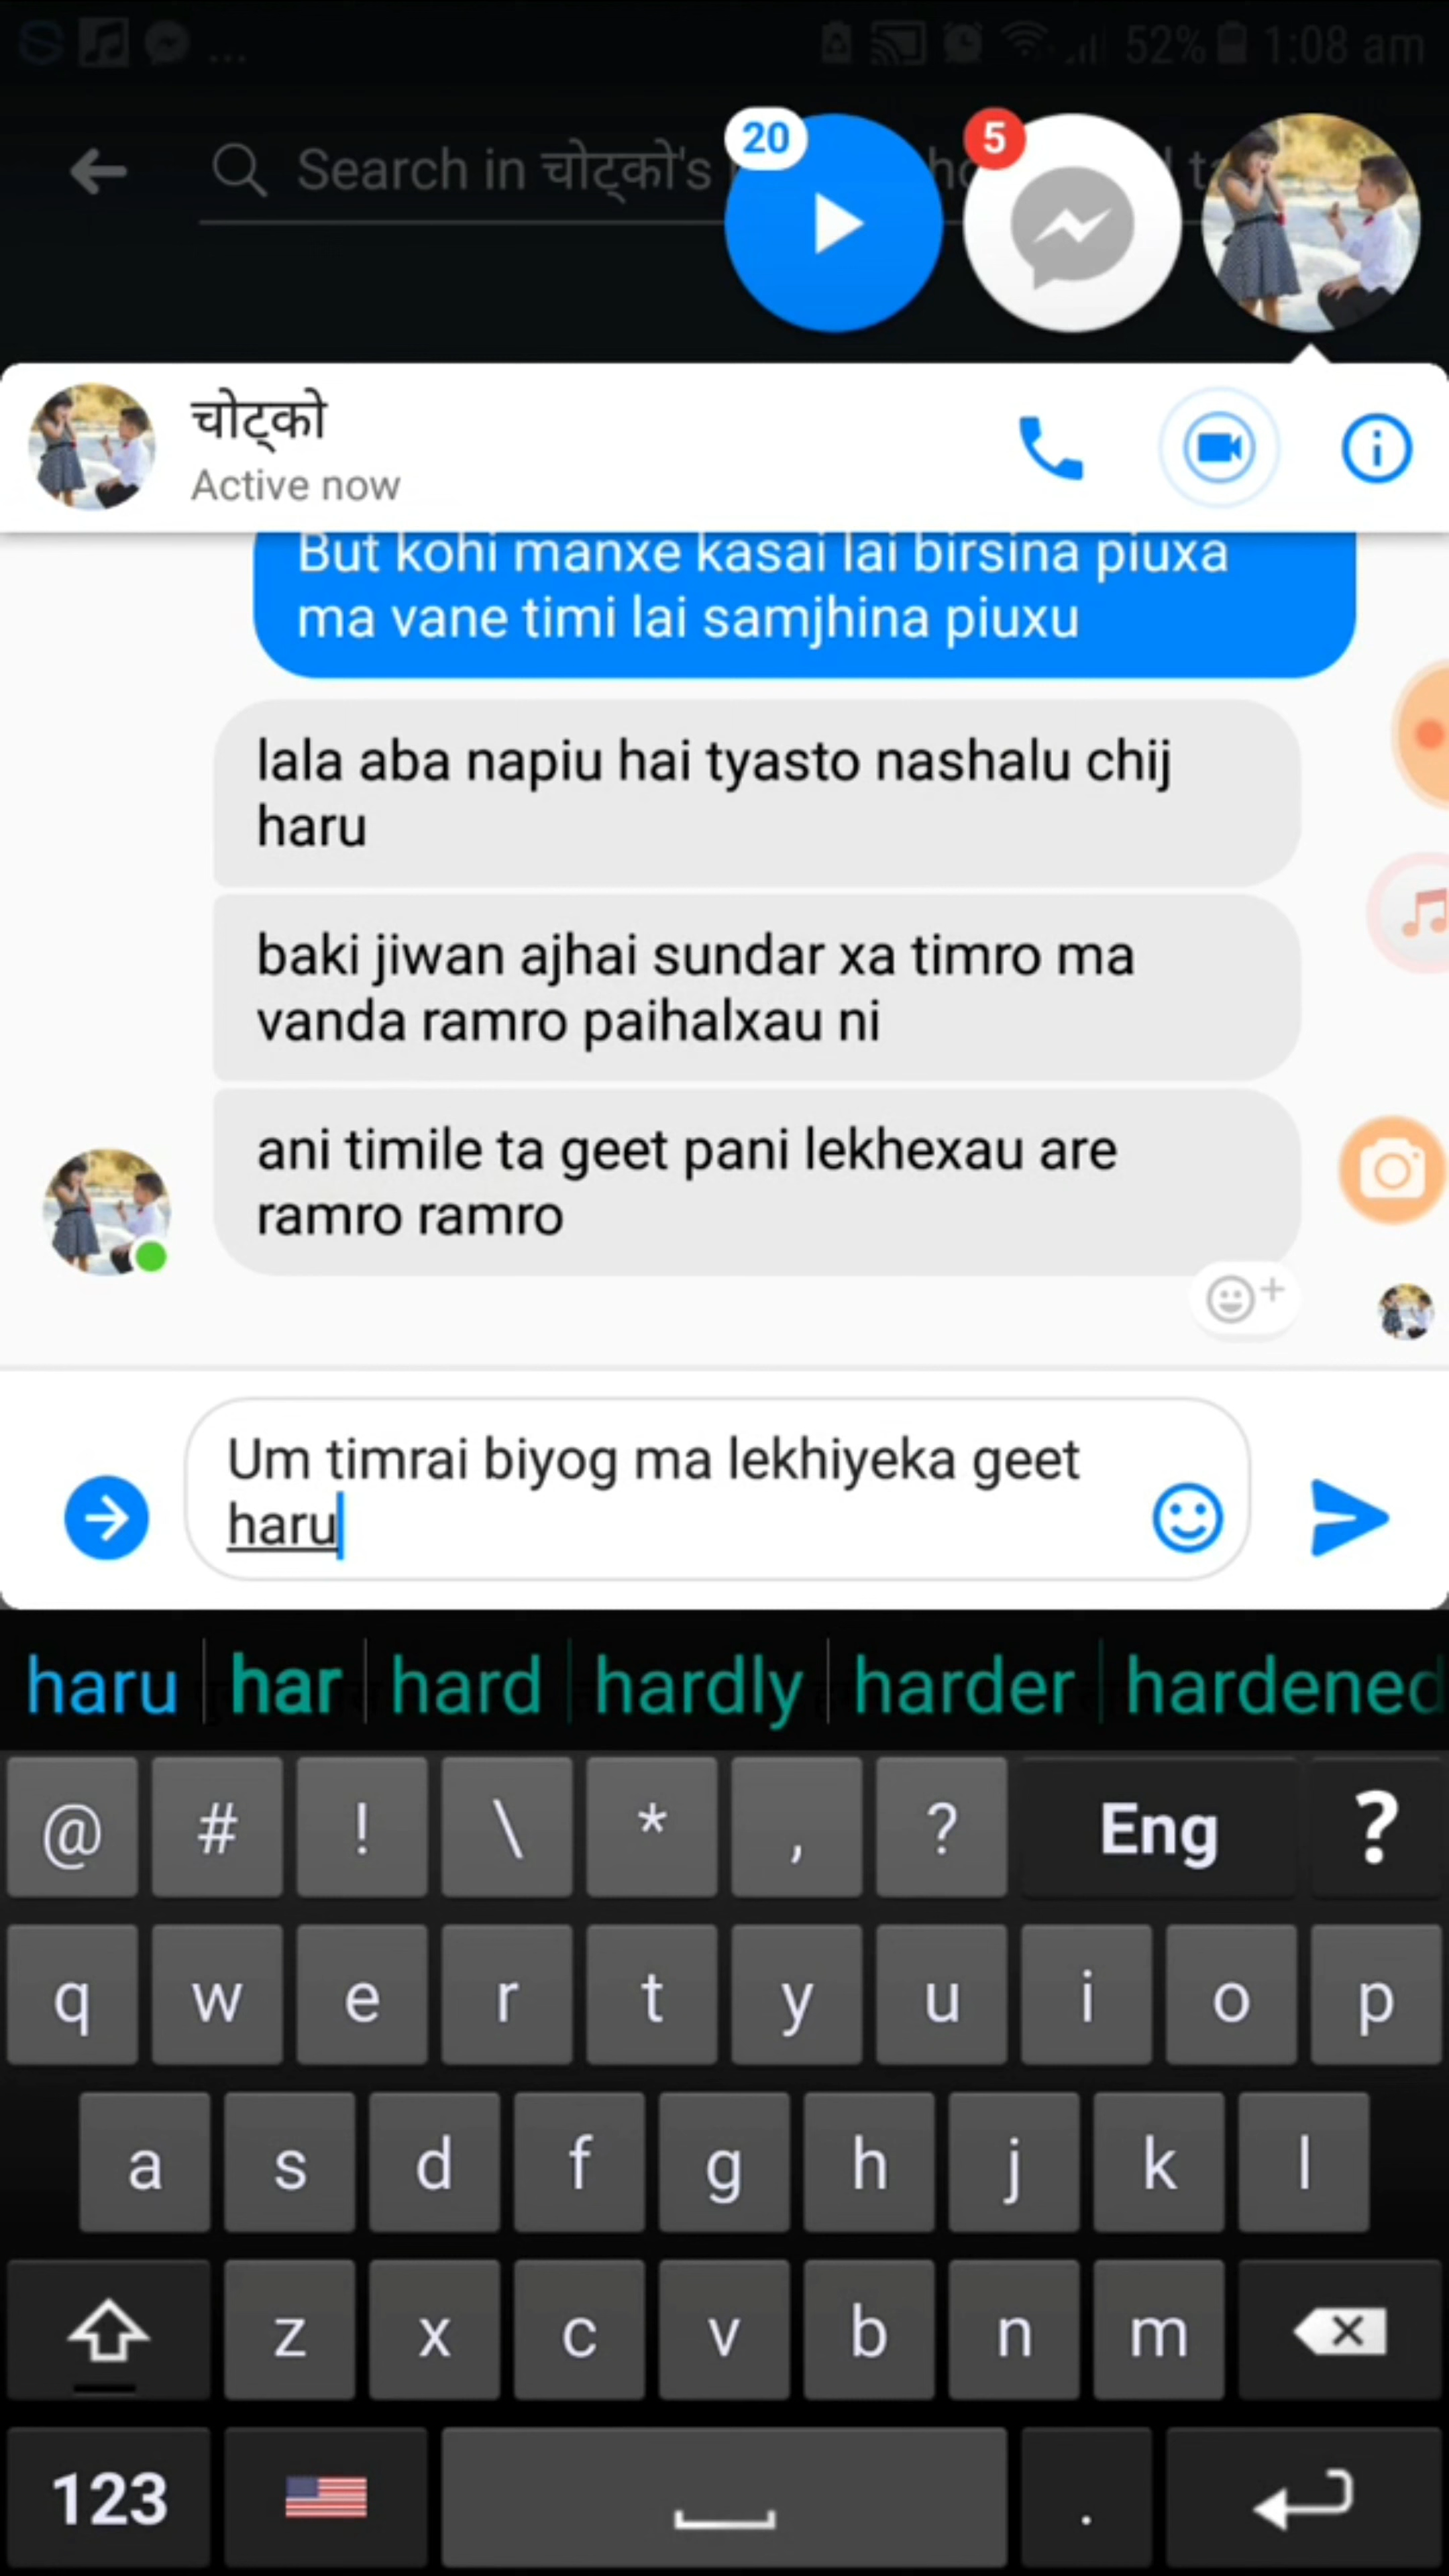 ... 52% 1:08 am
20
5
Search in चोट्को's
चोट्को
Active now
But kohi manxe kasai lai birsina piuxa
ma vane timi lai samjhina piuxu
lala aba napiu hai tyasto nashalu chij
haru
baki jiwan ajhai sundar xa timro ma
vanda ramro paihalxau ni
ani timile ta geet pani lekhexau are
ramro ramro
Um timrai biyog ma lekhiyeka geet
haru
haru har hard hardly harder hardened
@ # ! \ * , ? Eng ?
q w e r t y u i o p
a s d f g h j k l
z x c v b n m
123 .